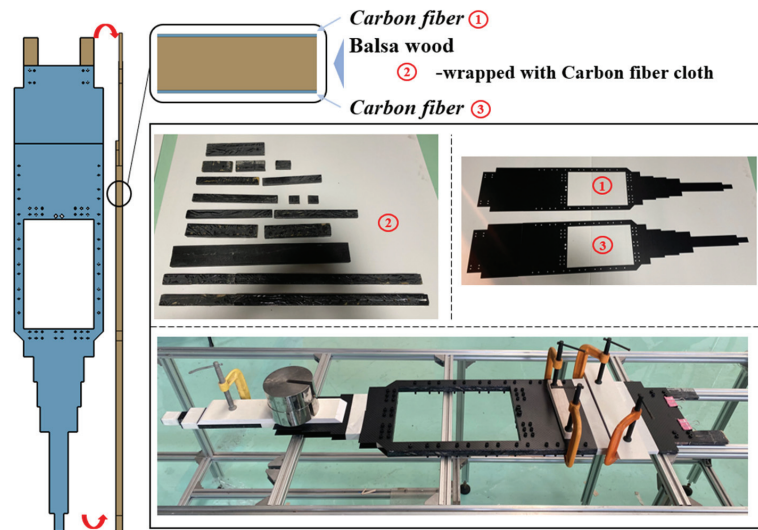 Carbon fiber ①
Balsa wood
② -wrapped with Carbon fiber cloth
Carbon fiber ③
②
①
③